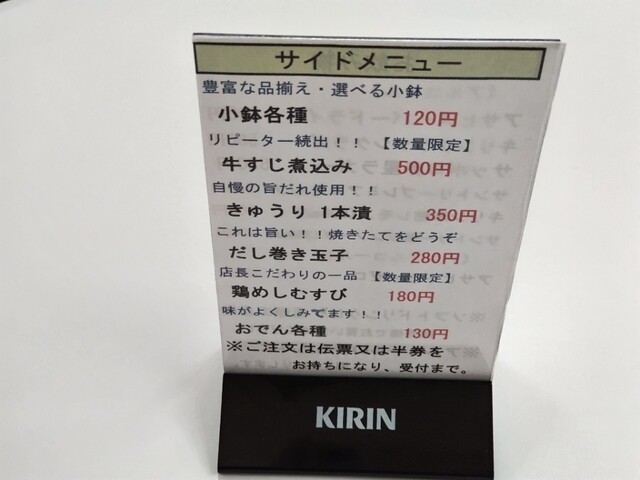 サイドメニュー
豊富な品揃え・選べる小鉢
小鉢各種 120円
リピーター続出!! 【数量限定】
牛すじ煮込み 500円
自慢の旨だれ使用!!
きゅうり 1本漬 350円
これは旨い!!焼きたてをどうぞ
だし巻き玉子 280円
店長こだわりの一品 【数量限定】
鶏めしむすび 180円
味がよくしみてます!!
おでん各種 130円
※ご注文は伝票又は半券を
お持ちになり、受付まで。
KIRIN